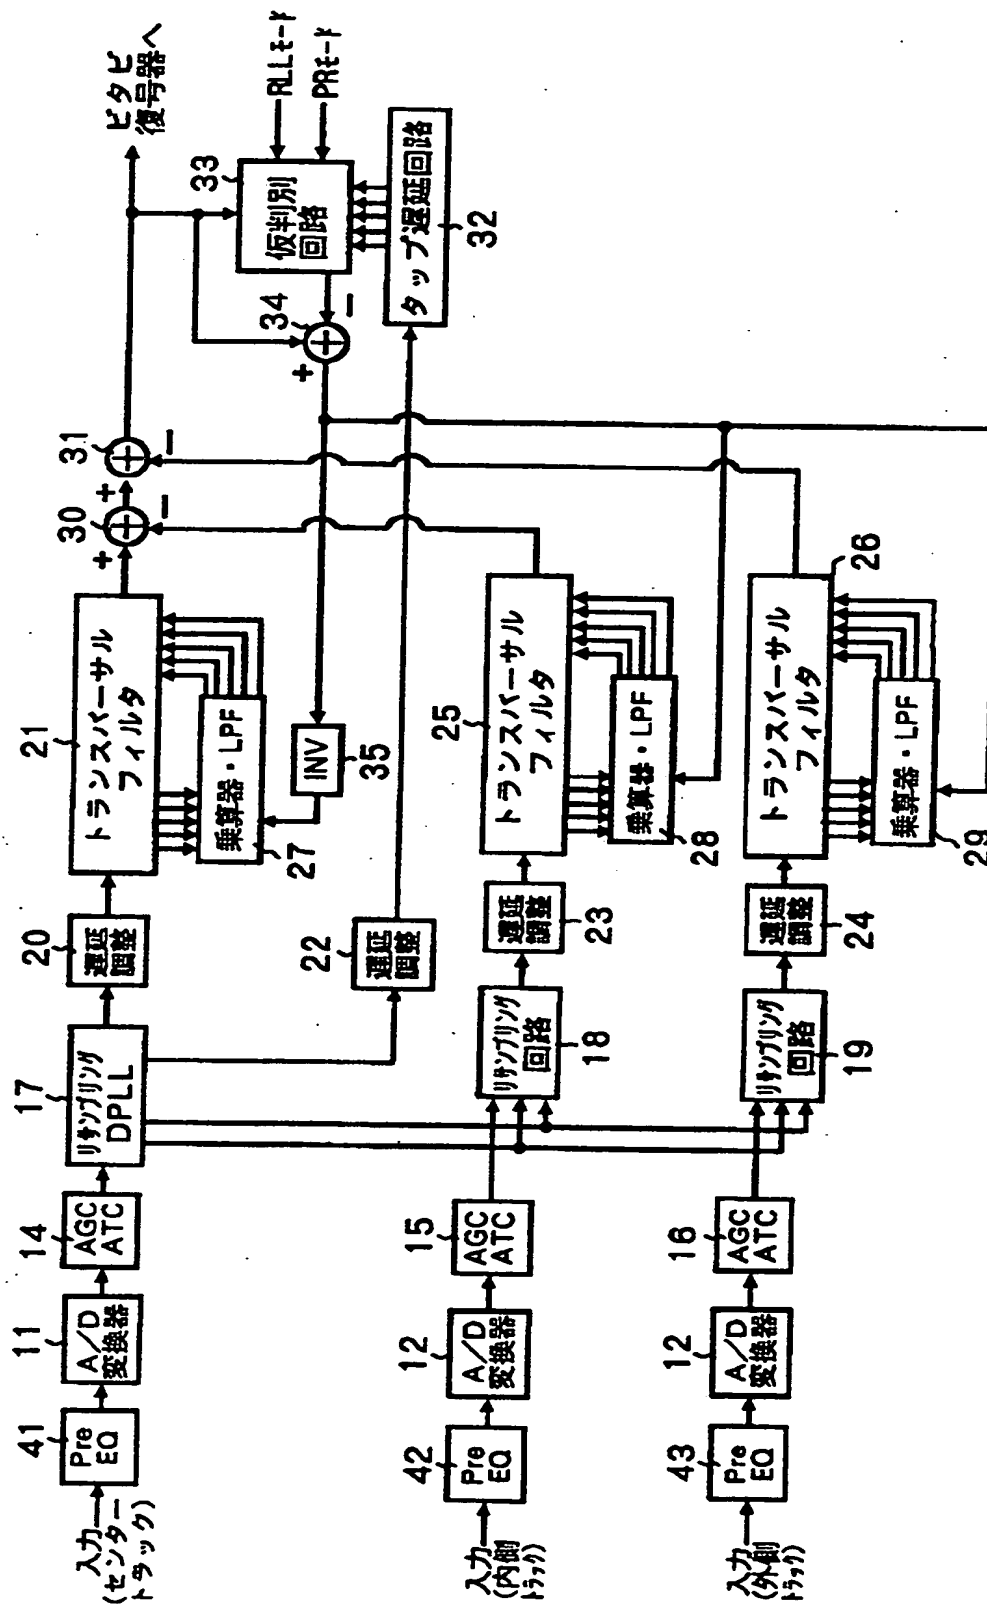 入力
(センター
トラック)
41
Pre
EQ
11
A/D
変換器
14
AGC
ATC
17
リサンプリング
DPLL
20
遅延
調整
21
トランスバーサル
フィルタ
乗算器・LPF
27
INV
35
30
+
+
-
31
+
+
-
ビタビ
復号器へ
33
仮判別
回路
RLLモード
PRモード
34
+
+
-
タップ遅延回路
32
22
遅延
調整
入力
(内側
トラック)
42
Pre
EQ
12
A/D
変換器
15
AGC
ATC
リサンプリング
回路
18
遅延
調整
23
25
トランスバーサル
フィルタ
乗算器・LPF
28
入力
(外側
トラック)
43
Pre
EQ
12
A/D
変換器
16
AGC
ATC
リサンプリング
回路
19
遅延
調整
24
トランスバーサル
フィルタ
26
乗算器・LPF
29